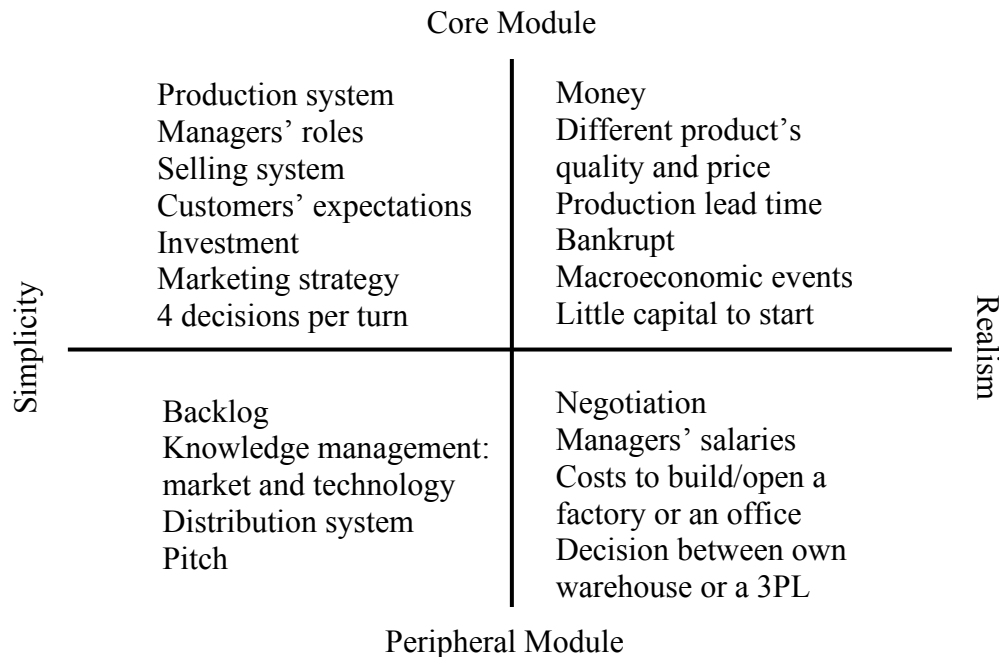 Core Module
Production system
Managers’ roles
Selling system
Customers’ expectations
Investment
Marketing strategy
4 decisions per turn
Money
Different product’s
quality and price
Production lead time
Bankrupt
Macroeconomic events
Little capital to start
Simplicity
Realism
Backlog
Knowledge management:
market and technology
Distribution system
Pitch
Negotiation
Managers’ salaries
Costs to build/open a
factory or an office
Decision between own
warehouse or a 3PL
Peripheral Module